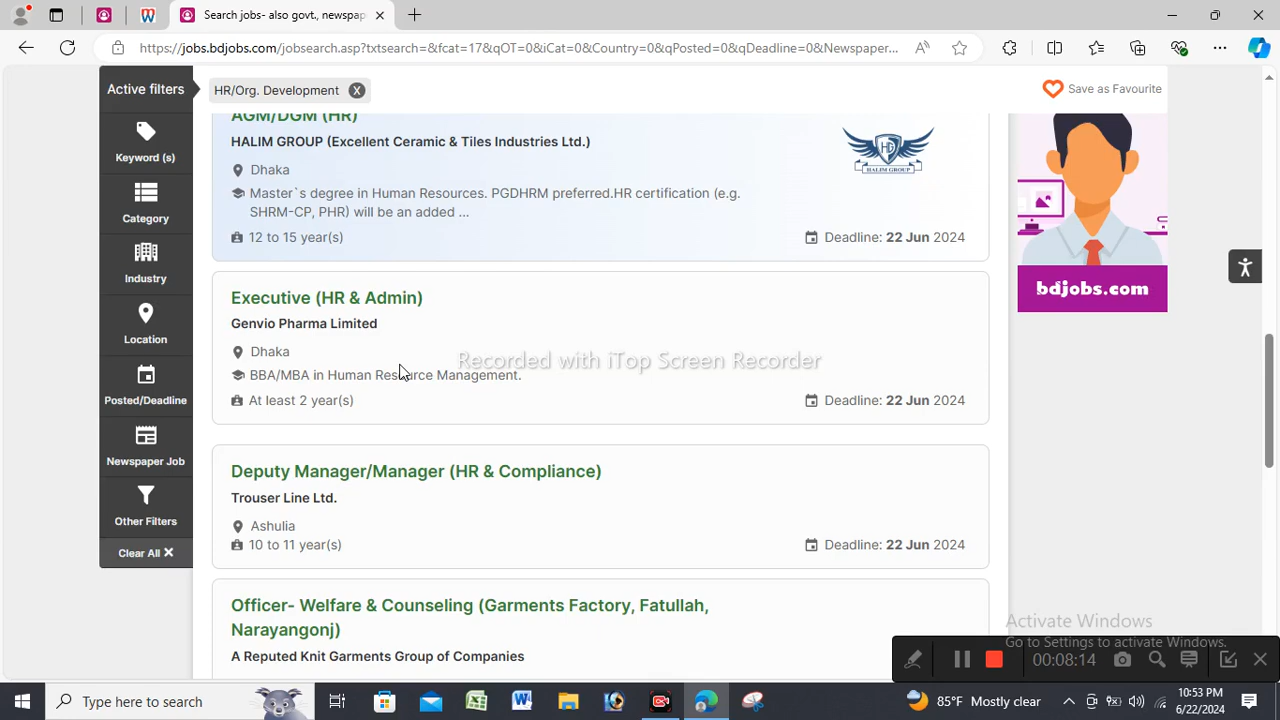 Search jobs- also govt, newspap
https://jobs.bdjobs.com/jobsearch.asp?txtsearch=&fcat=17&qOT=0&iCat=0&Country=0&qPosted=0&qDeadline=0&Newspaper...
Active filters
HR/Org. Development X
Save as Favourite
Keyword (s)
Category
Industry
Location
Posted/Deadline
Newspaper Job
Other Filters
Clear All X
AGM/DGM (HR)
HALIM GROUP (Excellent Ceramic & Tiles Industries Ltd.)
HG
HALIM GROUP
Dhaka
Master`s degree in Human Resources. PGDHRM preferred.HR certification (e.g.
SHRM-CP, PHR) will be an added ...
12 to 15 year(s)
Deadline: 22 Jun 2024
Executive (HR & Admin)
Genvio Pharma Limited
Dhaka
BBA/MBA in Human Resource Management.
At least 2 year(s)
Deadline: 22 Jun 2024
Recorded with iTop Screen Recorder
Deputy Manager/Manager (HR & Compliance)
Trouser Line Ltd.
Ashulia
10 to 11 year(s)
Deadline: 22 Jun 2024
Officer- Welfare & Counseling (Garments Factory, Fatullah,
Narayangonj)
A Reputed Knit Garments Group of Companies
bdjobs.com
Activate Windows
Go to Settings to activate Windows.
00:08:14
Type here to search
85°F Mostly clear
10:53 PM
6/22/2024